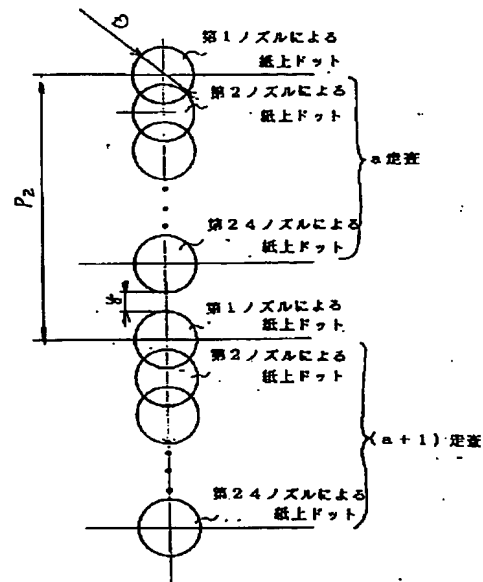 D
第1ノズルによる
紙上ドット
第2ノズルによる
紙上ドット
a走査
P2
第24ノズルによる
紙上ドット
y
第1ノズルによる
紙上ドット
第2ノズルによる
紙上ドット
(a+1)走査
第24ノズルによる
紙上ドット